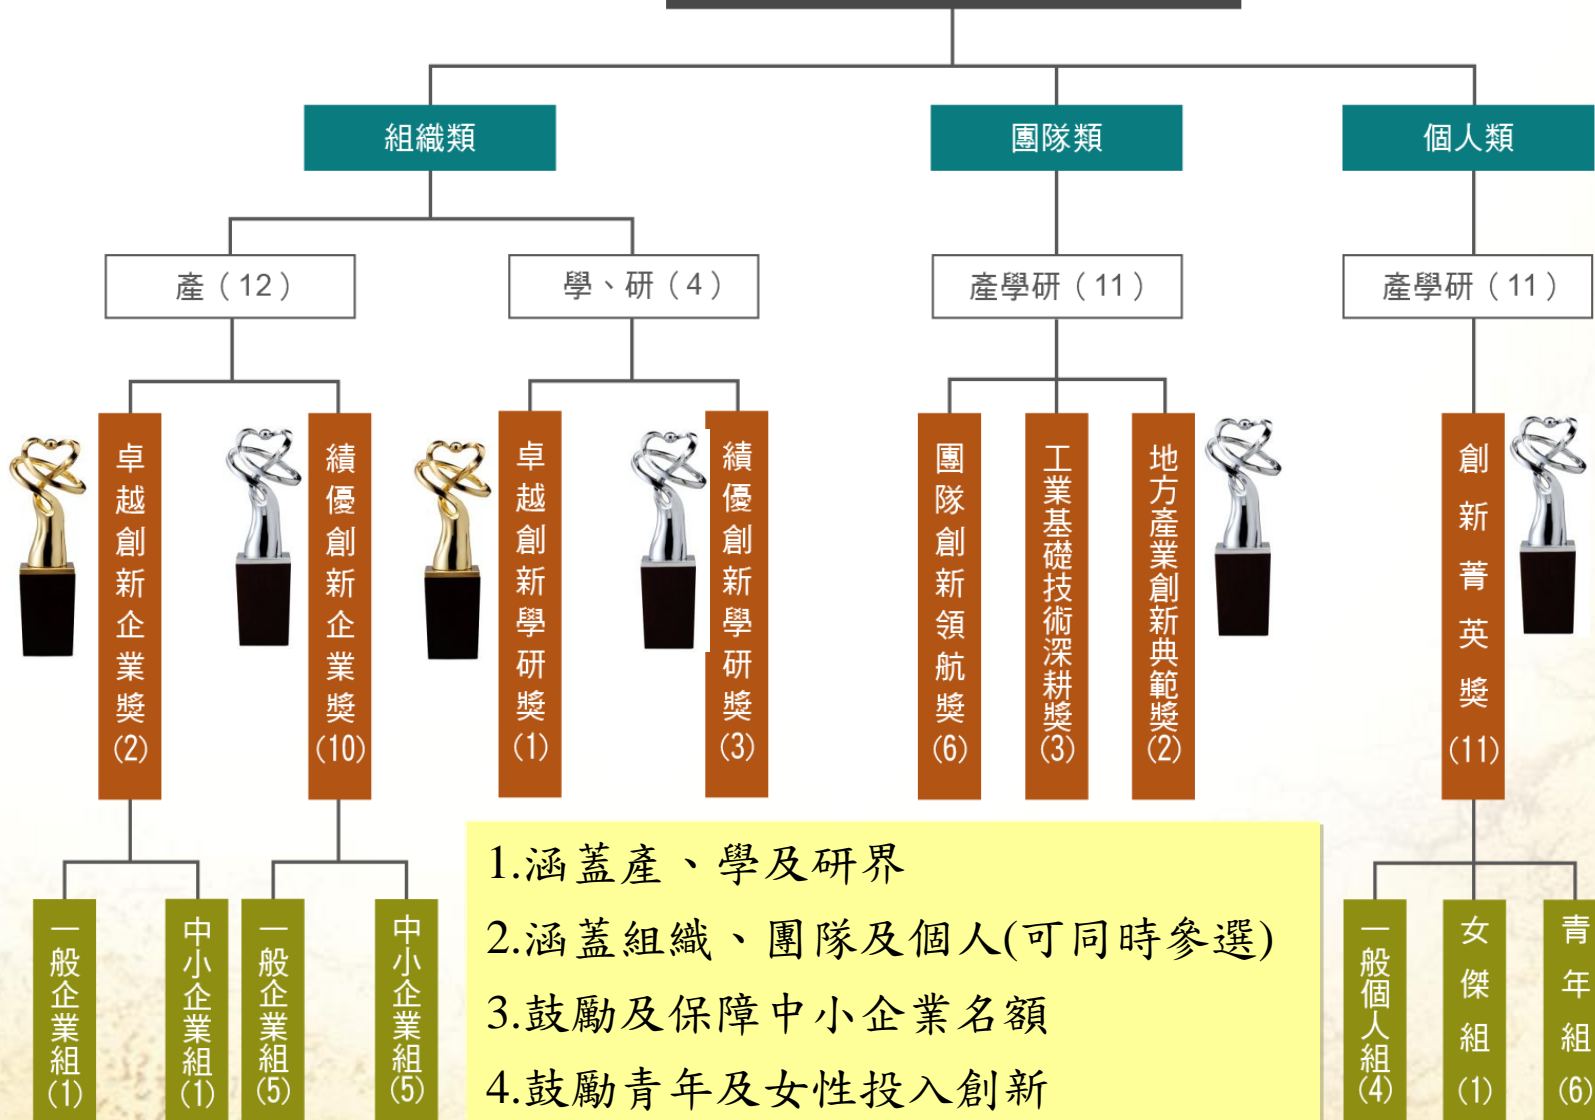 組織類
團隊類
個人類
產（12）
學、研（4）
產學研（11）
產學研（11）
卓越創新企業獎(2)
績優創新企業獎(10)
卓越創新學研獎(1)
績優創新學研獎(3)
團隊創新領航獎(6)
工業基礎技術深耕獎(3)
地方產業創新典範獎(2)
創新菁英獎(11)
一般企業組(1)
中小企業組(1)
一般企業組(5)
中小企業組(5)
1.涵蓋產、學及研界
2.涵蓋組織、團隊及個人(可同時參選)
3.鼓勵及保障中小企業名額
4.鼓勵青年及女性投入創新
一般個人組(4)
女傑組(1)
青年組(6)